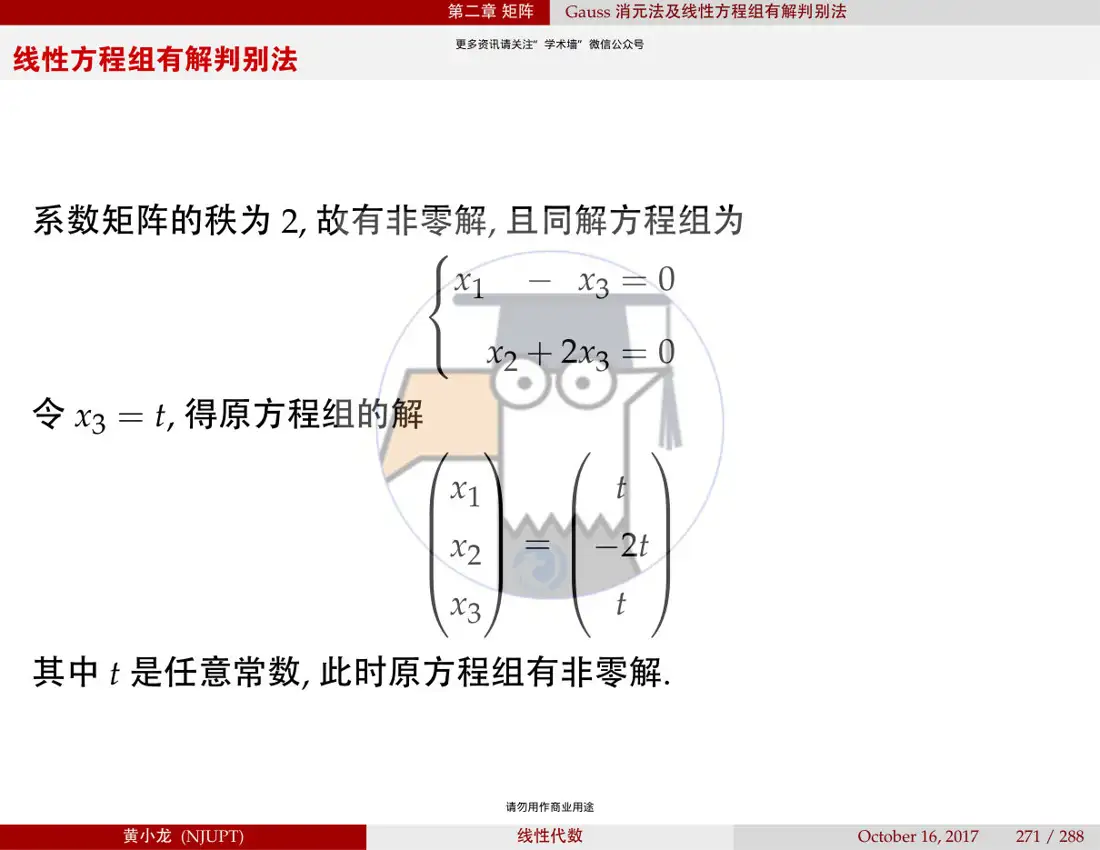 第二章 矩阵 Gauss 消元法及线性方程组有解判别法
更多资讯请关注“学术墙”微信公众号
线性方程组有解判别法
系数矩阵的秩为 2, 故有非零解, 且同解方程组为
x1 − x3 = 0
x2 + 2x3 = 0
令 x3 = t, 得原方程组的解
x1 t
x2 = −2t
x3 t
其中 t 是任意常数, 此时原方程组有非零解.
请勿用作商业用途
黄小龙 (NJUPT) 线性代数 October 16, 2017 271 / 288